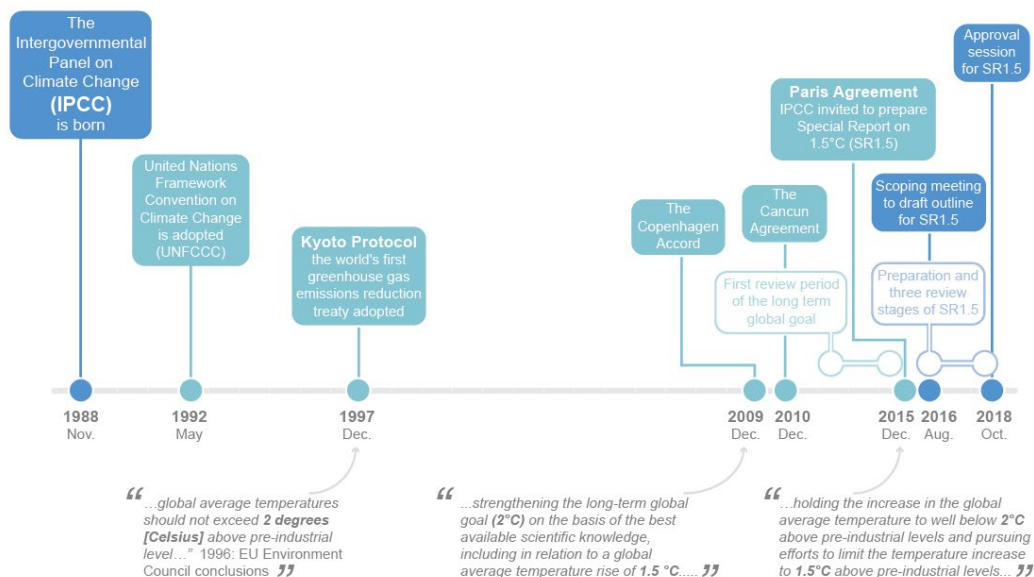 The
Intergovernmental
Panel on
Climate Change
(IPCC)
is born
United Nations
Framework
Convention on
Climate Change
is adopted
(UNFCCC)
Kyoto Protocol
the world's first
greenhouse gas
emissions reduction
treaty adopted
The
Copenhagen
Accord
The
Cancun
Agreement
First review period
of the long term
global goal
Paris Agreement
IPCC invited to prepare
Special Report on
1.5°C (SR1.5)
Scoping meeting
to draft outline
for SR1.5
Preparation and
three review
stages of SR1.5
Approval
session
for SR1.5
1988
Nov.
1992
May
1997
Dec.
2009
Dec.
2010
Dec.
2015
Dec.
2016
Aug.
2018
Oct.
“ ...global average temperatures
should not exceed 2 degrees
[Celsius] above pre-industrial
level...” 1996: EU Environment
Council conclusions ”
“ ...strengthening the long-term global
goal (2°C) on the basis of the best
available scientific knowledge,
including in relation to a global
average temperature rise of 1.5 °C..... ”
“ ...holding the increase in the global
average temperature to well below 2°C
above pre-industrial levels and pursuing
efforts to limit the temperature increase
to 1.5°C above pre-industrial levels... ”